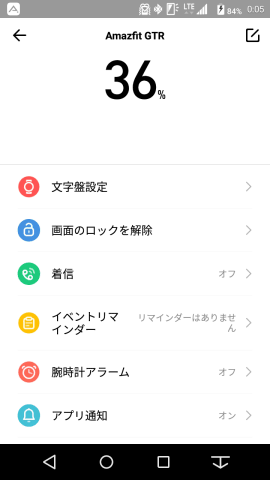 LTE 84% 0:05
Amazfit GTR
36%
文字盤設定
画面のロックを解除
着信 オフ
イベントリマ リマインダーはありませ
インダー ん
腕時計アラーム オフ
アプリ通知 オン